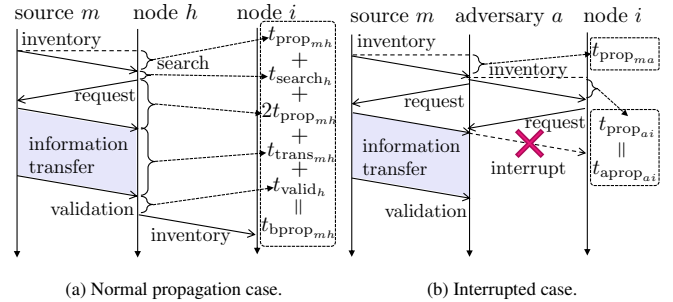 source m node h node i
inventory
search
request
information
transfer
validation
inventory
t_prop_mh
+
t_search_h
+
2t_prop_mh
+
t_trans_mh
+
t_valid_h
=
t_bprop_mh
(a) Normal propagation case.
source m adversary a node i
inventory
inventory
request
request
information
transfer
interrupt
validation
t_prop_ma
t_prop_ai
=
t_aprop_ai
(b) Interrupted case.